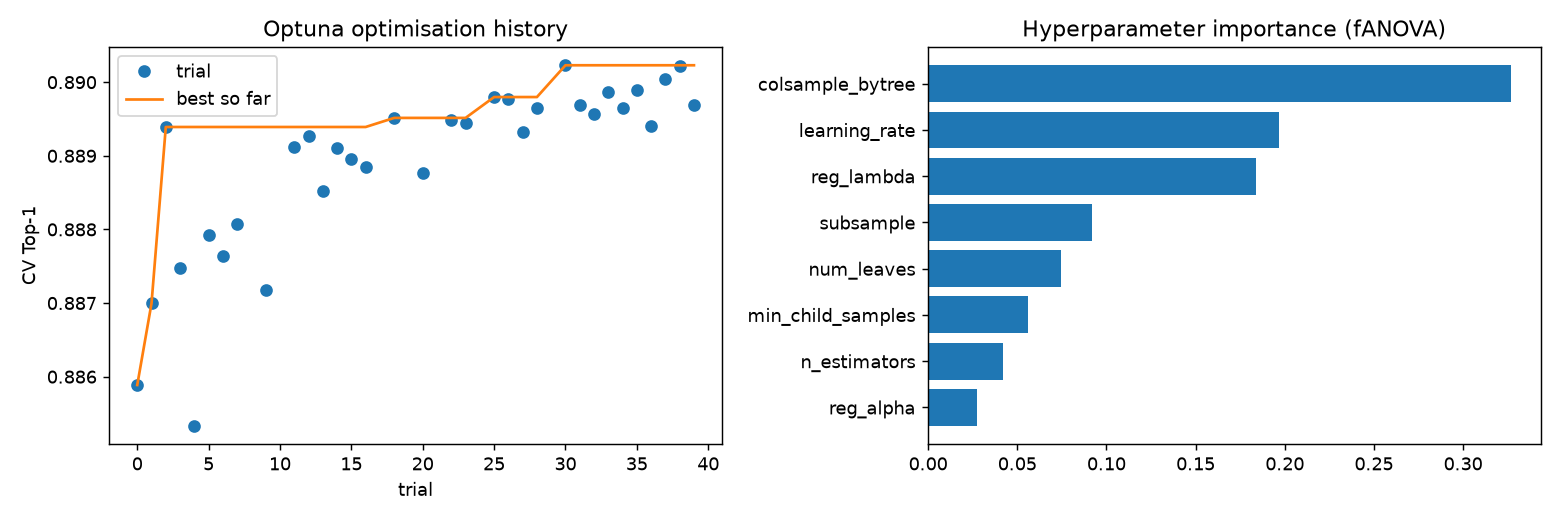 Optuna optimisation history
trial
best so far
CV Top-1
0.890
0.889
0.888
0.887
0.886
0 5 10 15 20 25 30 35 40
trial
Hyperparameter importance (fANOVA)
colsample_bytree
learning_rate
reg_lambda
subsample
num_leaves
min_child_samples
n_estimators
reg_alpha
0.00 0.05 0.10 0.15 0.20 0.25 0.30